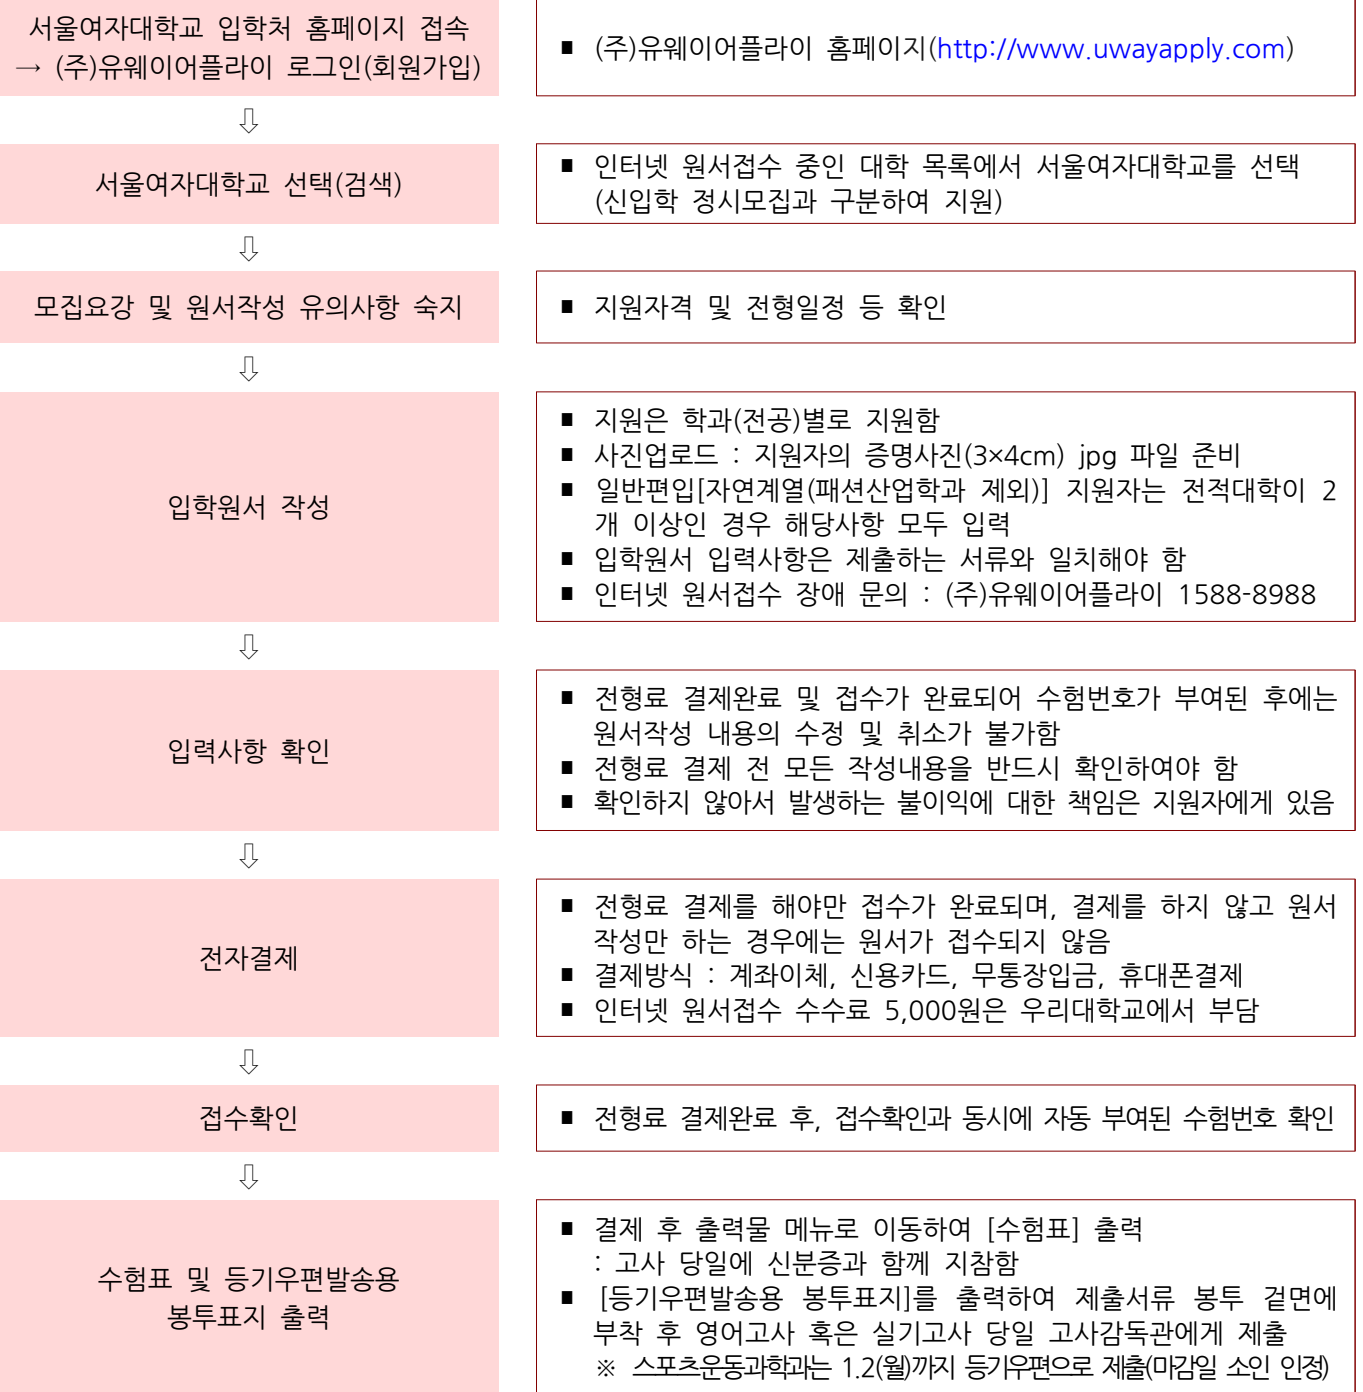 서울여자대학교 입학처 홈페이지 접속
→ (주)유웨이어플라이 로그인(회원가입)
■ (주)유웨이어플라이 홈페이지(http://www.uwayapply.com)
⇩
서울여자대학교 선택(검색)
■ 인터넷 원서접수 중인 대학 목록에서 서울여자대학교를 선택
(신입학 정시모집과 구분하여 지원)
⇩
모집요강 및 원서작성 유의사항 숙지
■ 지원자격 및 전형일정 등 확인
⇩
입학원서 작성
■ 지원은 학과(전공)별로 지원함
■ 사진업로드 : 지원자의 증명사진(3×4cm) jpg 파일 준비
■ 일반편입[자연계열(패션산업학과 제외)] 지원자는 전적대학이 2
개 이상인 경우 해당사항 모두 입력
■ 입학원서 입력사항은 제출하는 서류와 일치해야 함
■ 인터넷 원서접수 장애 문의 : (주)유웨이어플라이 1588-8988
⇩
입력사항 확인
■ 전형료 결제완료 및 접수가 완료되어 수험번호가 부여된 후에는
원서작성 내용의 수정 및 취소가 불가함
■ 전형료 결제 전 모든 작성내용을 반드시 확인하여야 함
■ 확인하지 않아서 발생하는 불이익에 대한 책임은 지원자에게 있음
⇩
전자결제
■ 전형료 결제를 해야만 접수가 완료되며, 결제를 하지 않고 원서
작성만 하는 경우에는 원서가 접수되지 않음
■ 결제방식 : 계좌이체, 신용카드, 무통장입금, 휴대폰결제
■ 인터넷 원서접수 수수료 5,000원은 우리대학교에서 부담
⇩
접수확인
■ 전형료 결제완료 후, 접수확인과 동시에 자동 부여된 수험번호 확인
⇩
수험표 및 등기우편발송용
봉투표지 출력
■ 결제 후 출력물 메뉴로 이동하여 [수험표] 출력
: 고사 당일에 신분증과 함께 지참함
■ [등기우편발송용 봉투표지]를 출력하여 제출서류 봉투 겉면에
부착 후 영어고사 혹은 실기고사 당일 고사감독관에게 제출
※ 스포츠운동과학과는 1.2(월)까지 등기우편으로 제출(마감일 소인 인정)